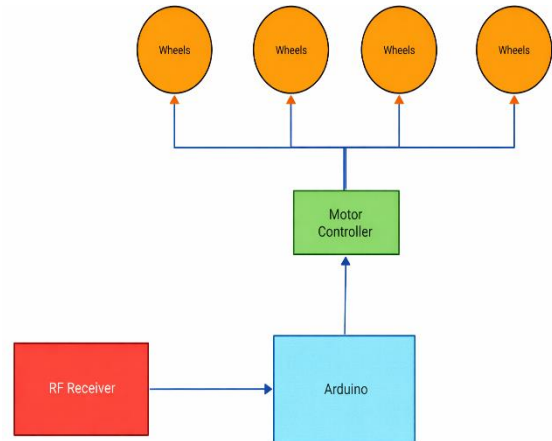 Wheels
Wheels
Wheels
Wheels
Motor
Controller
RF Receiver
Arduino